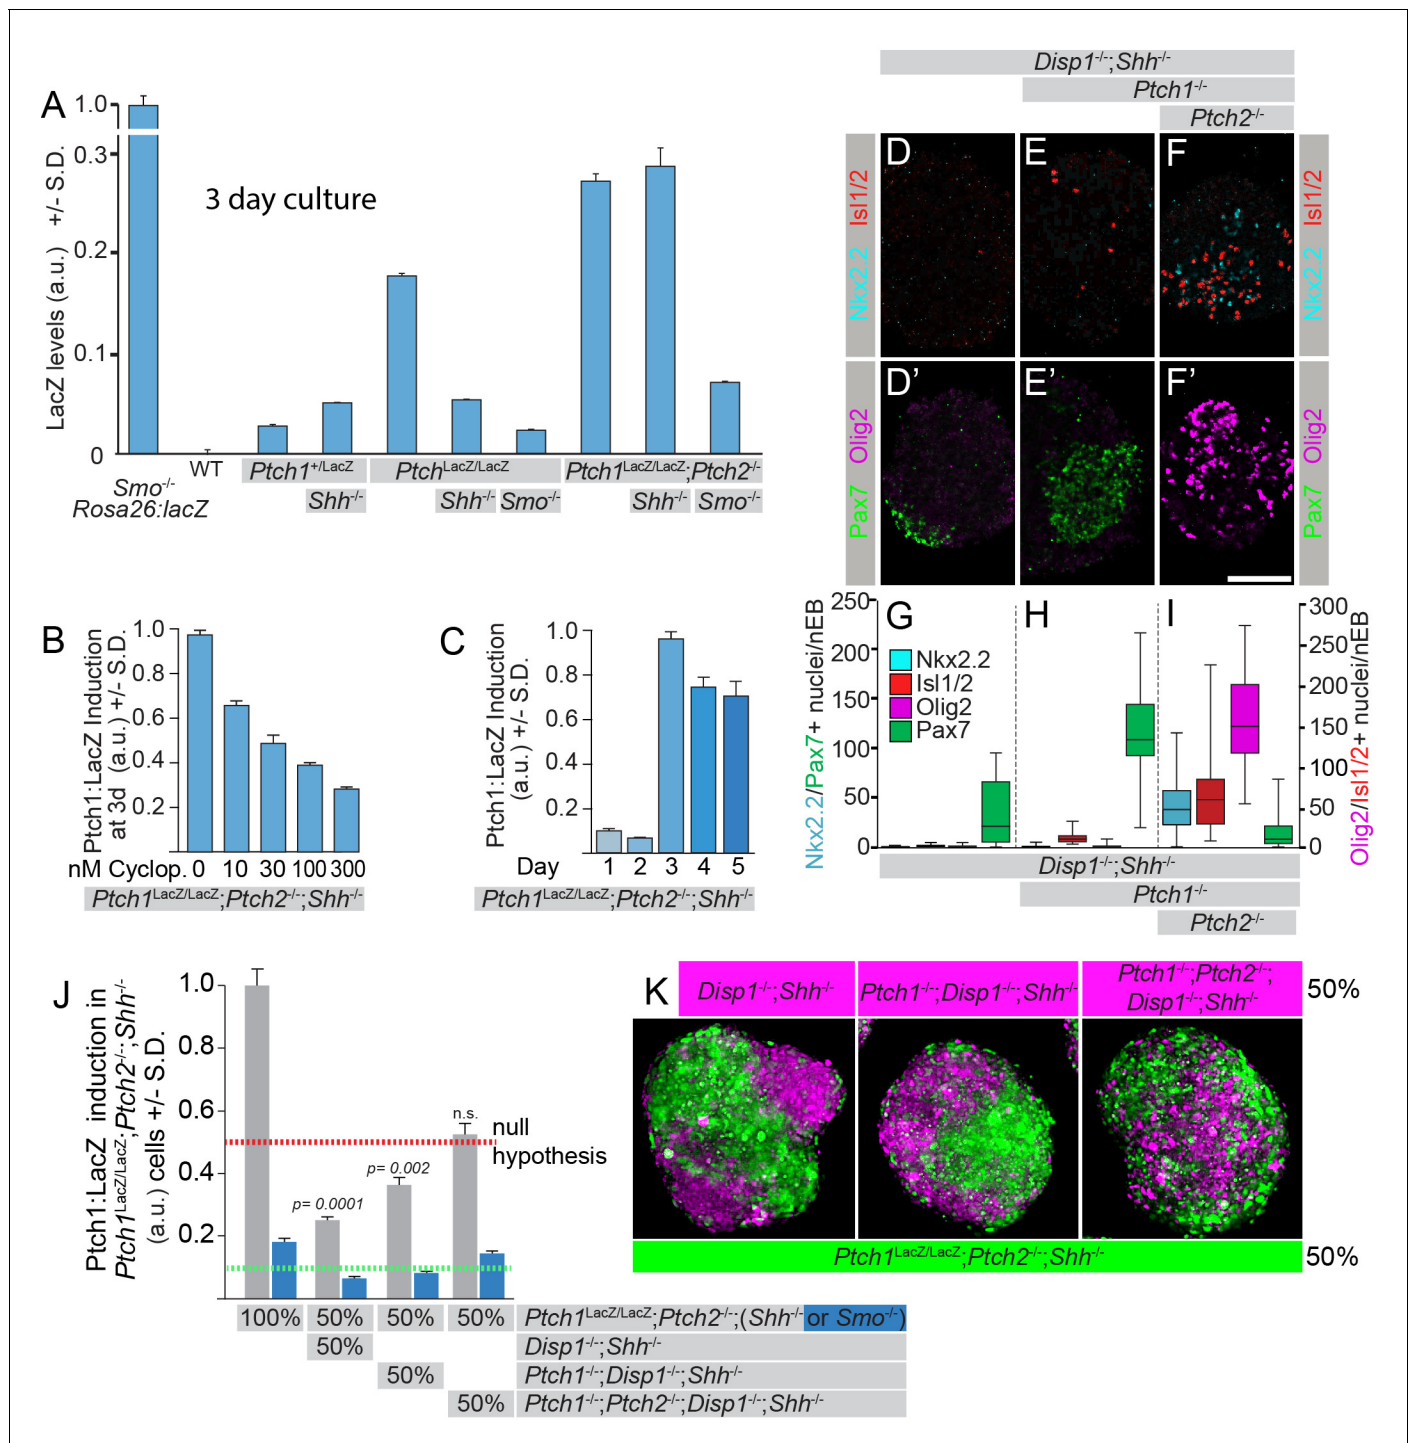 A
LacZ levels (a.u.) +/- S.D.
1.0
0.3
0.2
0.1
0
3 day culture
Smo-/-
Rosa26:lacZ
WT
Ptch1+/LacZ
PtchLacZ/LacZ
Ptch1LacZ/LacZ;Ptch2-/-
Shh-/-
Shh-/-
Smo-/-
Shh-/-
Smo-/-
Disp1-/-;Shh-/-
Ptch1-/-
Ptch2-/-
D
E
F
Nkx2.2 Isl1/2
Nkx2.2 Isl1/2
D'
E'
F'
Pax7 Olig2
Pax7 Olig2
B
Ptch1:LacZ Induction
at 3d (a.u.) +/- S.D.
1.0
0.8
0.6
0.4
0.2
nM Cyclop. 0 10 30 100 300
Ptch1LacZ/LacZ;Ptch2-/-;Shh-/-
C
Ptch1:LacZ Induction
(a.u.) +/- S.D.
1.0
0.8
0.6
0.4
0.2
Day 1 2 3 4 5
Ptch1LacZ/LacZ;Ptch2-/-;Shh-/-
G
H
I
Nkx2.2/Pax7+ nuclei/nEB
250
200
150
100
50
0
Nkx2.2
Isl1/2
Olig2
Pax7
300
250
200
150
100
50
0
Olig2/Isl1/2+ nuclei/nEB
Disp1-/-;Shh-/-
Ptch1-/-
Ptch2-/-
J
Ptch1:LacZ induction in
Ptch1LacZ/LacZ;Ptch2-/-;Shh-/-
(a.u.) cells +/- S.D.
1.0
0.8
0.6
0.4
0.2
p= 0.0001
p= 0.002
n.s.
null
hypothesis
100% 50% 50% 50% Ptch1LacZ/LacZ;Ptch2-/-;(Shh-/- or Smo-/-)
50% Disp1-/-;Shh-/-
50% Ptch1-/-;Disp1-/-;Shh-/-
50% Ptch1-/-;Ptch2-/-;Disp1-/-;Shh-/-
K
Disp1-/-;Shh-/-
Ptch1-/-;Disp1-/-;Shh-/-
Ptch1-/-;Ptch2-/-;
Disp1-/-;Shh-/-
50%
Ptch1LacZ/LacZ;Ptch2-/-;Shh-/-
50%